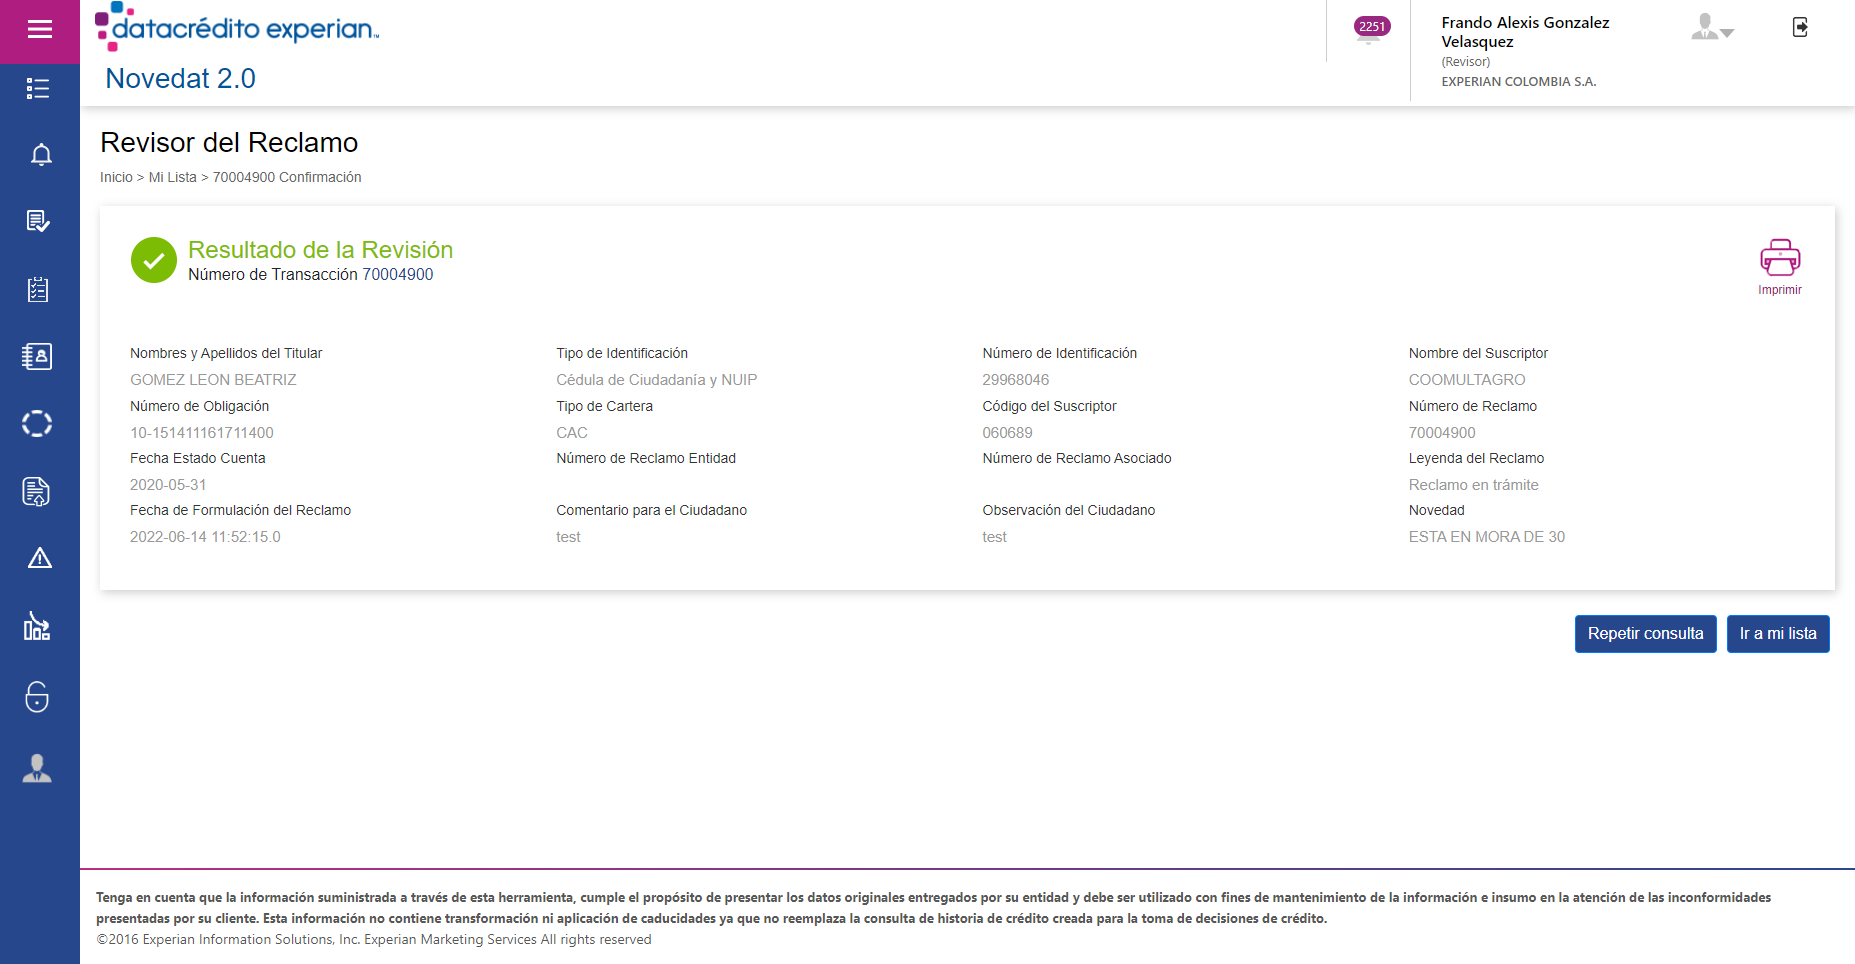 datacrédito experian™
Novedat 2.0
2251
Frando Alexis Gonzalez
Velasquez
(Revisor)
EXPERIAN COLOMBIA S.A.
Revisor del Reclamo
Inicio > Mi Lista > 70004900 Confirmación
Resultado de la Revisión
Número de Transacción 70004900
Imprimir
Nombres y Apellidos del Titular Tipo de Identificación Número de Identificación Nombre del Suscriptor
GOMEZ LEON BEATRIZ Cédula de Ciudadanía y NUIP 29968046 COOMULTAGRO
Número de Obligación Tipo de Cartera Código del Suscriptor Número de Reclamo
10-151411161711400 CAC 060689 70004900
Fecha Estado Cuenta Número de Reclamo Entidad Número de Reclamo Asociado Leyenda del Reclamo
2020-05-31 Reclamo en trámite
Fecha de Formulación del Reclamo Comentario para el Ciudadano Observación del Ciudadano Novedad
2022-06-14 11:52:15.0 test test ESTA EN MORA DE 30
Repetir consulta Ir a mi lista
Tenga en cuenta que la información suministrada a través de esta herramienta, cumple el propósito de presentar los datos originales entregados por su entidad y debe ser utilizado con fines de mantenimiento de la información e insumo en la atención de las inconformidades
presentadas por su cliente. Esta información no contiene transformación ni aplicación de caducidades ya que no reemplaza la consulta de historia de crédito creada para la toma de decisiones de crédito.
©2016 Experian Information Solutions, Inc. Experian Marketing Services All rights reserved